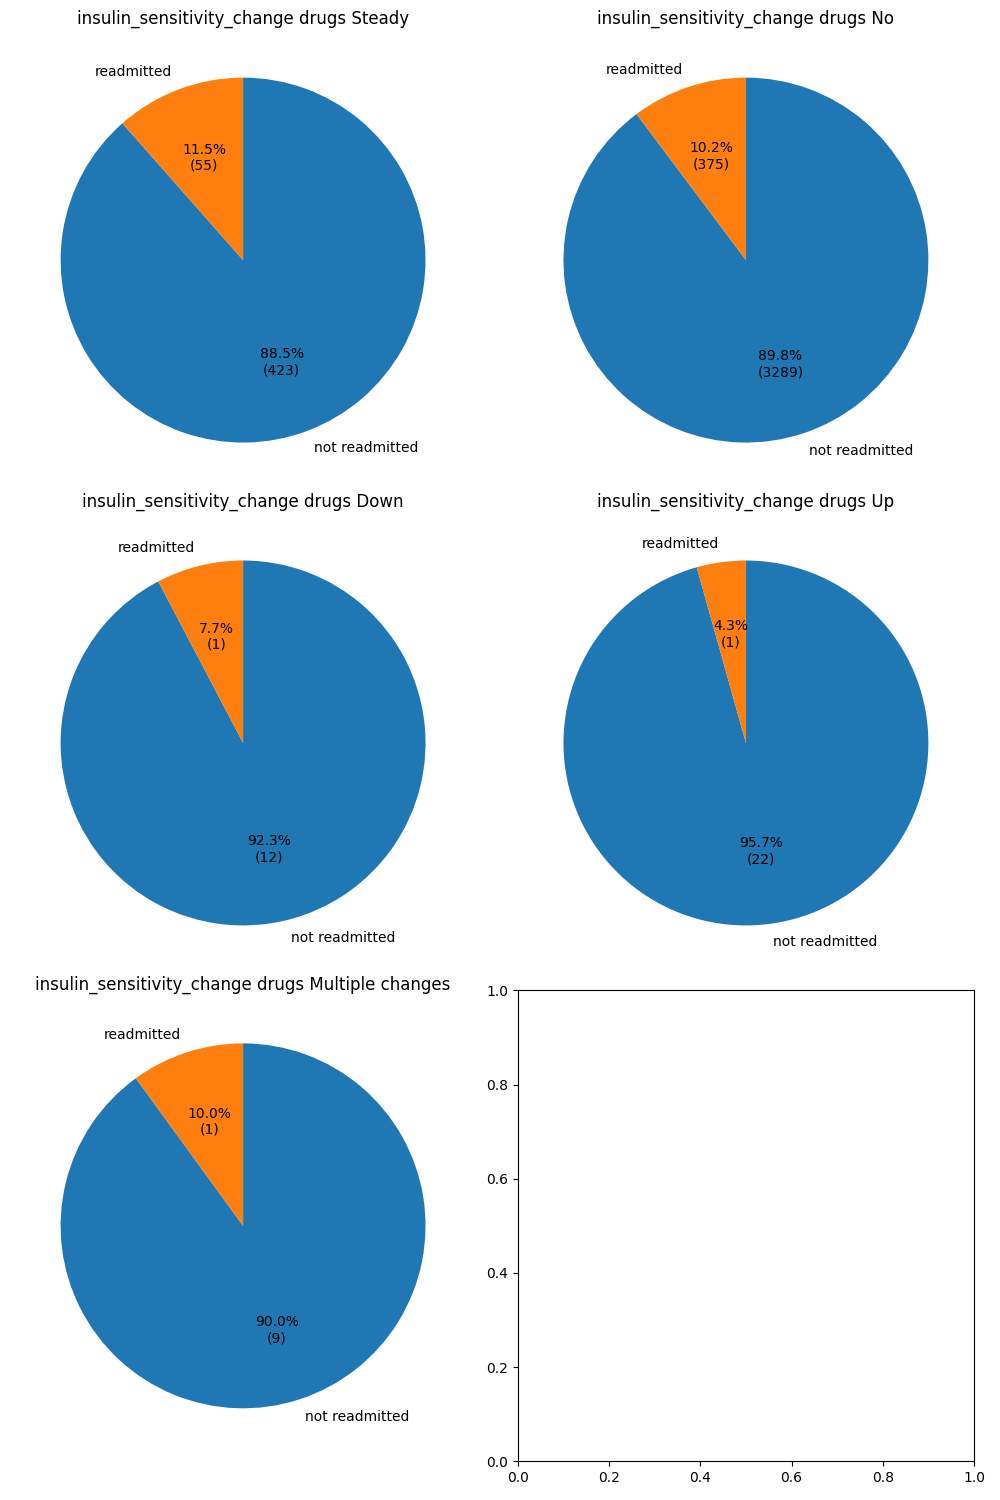 insulin_sensitivity_change drugs Steady
readmitted
11.5%
(55)
88.5%
(423)
not readmitted
insulin_sensitivity_change drugs No
readmitted
10.2%
(375)
89.8%
(3289)
not readmitted
insulin_sensitivity_change drugs Down
readmitted
7.7%
(1)
92.3%
(12)
not readmitted
insulin_sensitivity_change drugs Up
readmitted
4.3%
(1)
95.7%
(22)
not readmitted
insulin_sensitivity_change drugs Multiple changes
readmitted
10.0%
(1)
90.0%
(9)
not readmitted
1.0
0.8
0.6
0.4
0.2
0.0
0.0 0.2 0.4 0.6 0.8 1.0